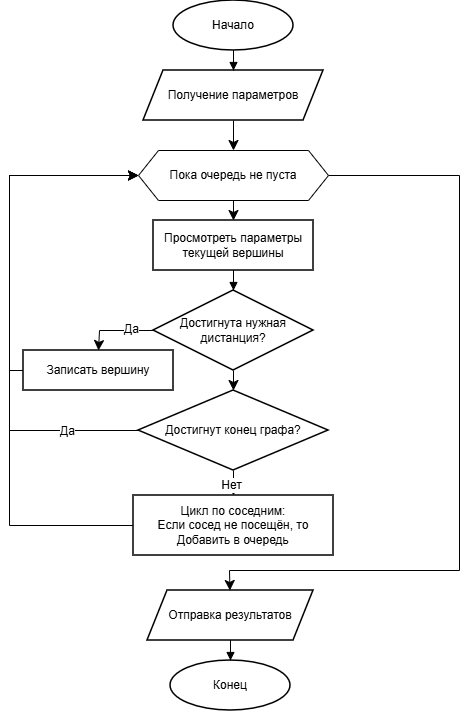 Начало
Получение параметров
Пока очередь не пуста
Просмотреть параметры
текущей вершины
Достигнута нужная
дистанция?
Да
Записать вершину
Достигнут конец графа?
Да
Нет
Цикл по соседним:
Если сосед не посещён, то
Добавить в очередь
Отправка результатов
Конец